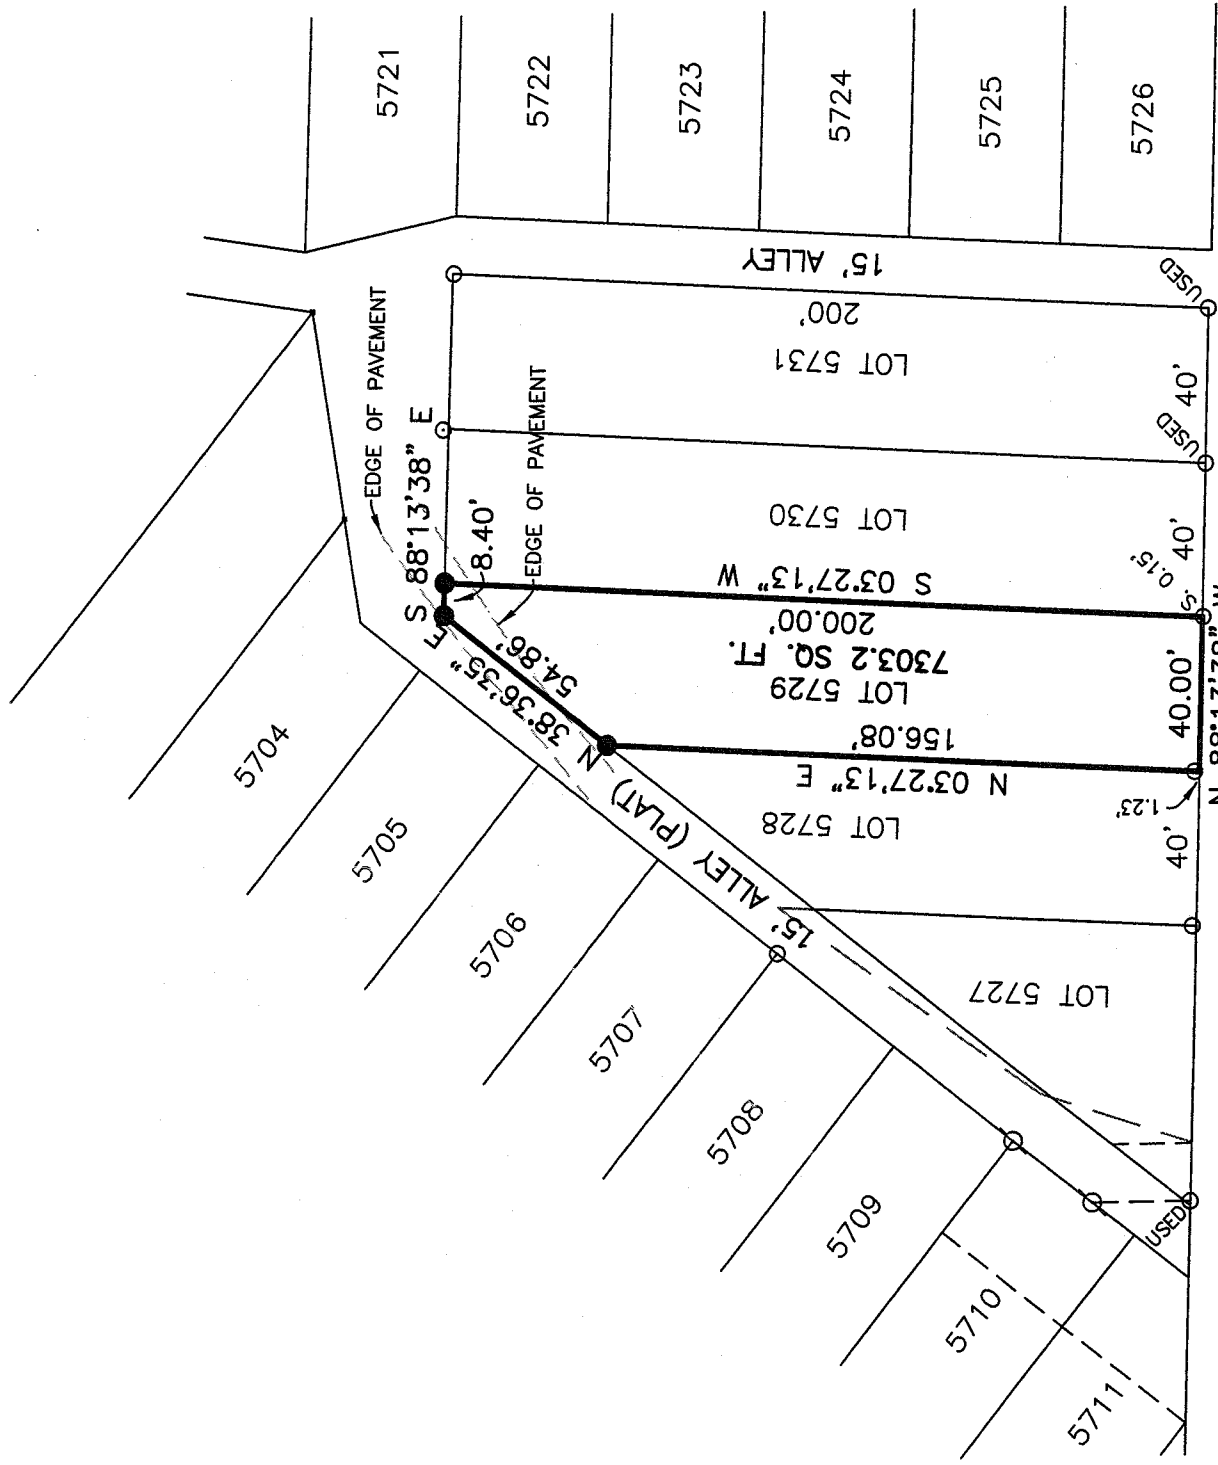 5721
5722
5723
5724
5725
5726
15' ALLEY
EDGE OF PAVEMENT
EDGE OF PAVEMENT
S 88°13'38" E
8.40'
200'
LOT 5731
LOT 5730
S 03°27'13" W
200.00'
7303.2 SQ. FT.
LOT 5729
156.08'
N 03°27'13" E
LOT 5728
LOT 5727
N 38°36'35" E
54.86'
15' ALLEY (PLAT)
5704
5705
5706
5707
5708
5709
5710
5711
USED
USED
USED
40'
40'
S. 0.15'
40.00'
1.23'
40'
N 88°13'38" W